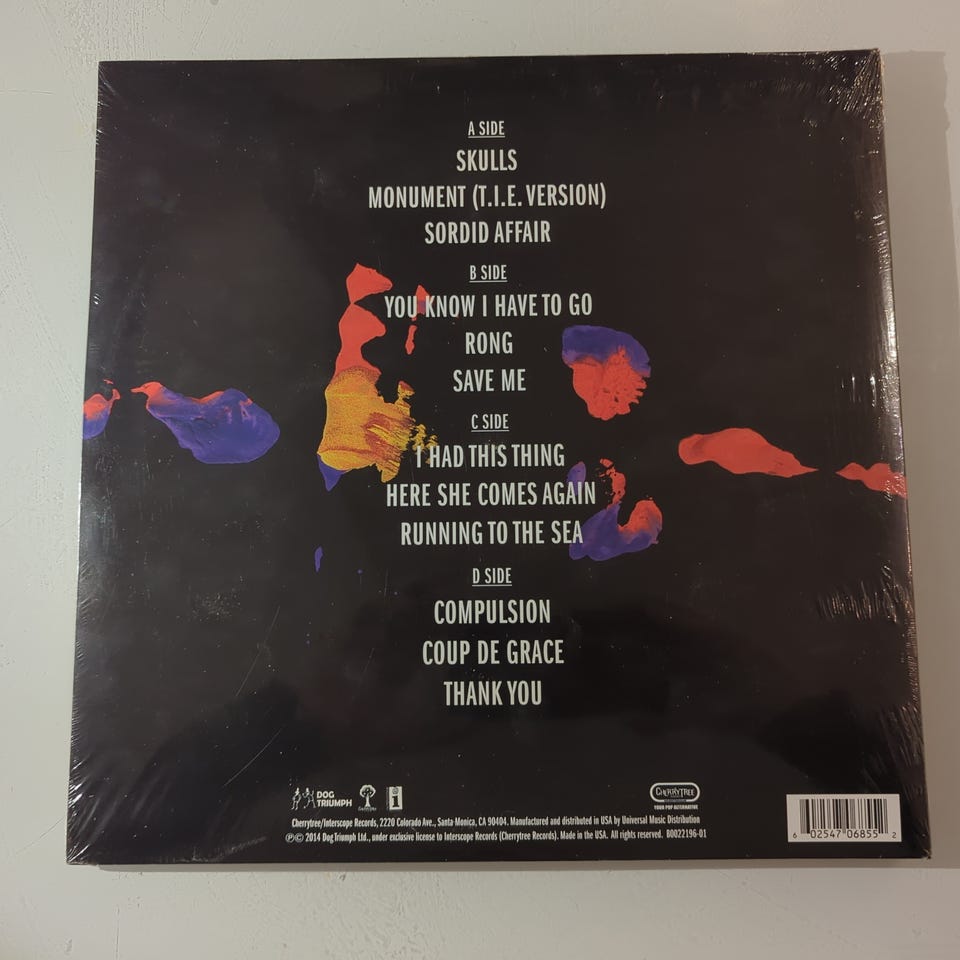 A SIDE
SKULLS
MONUMENT (T.I.E. VERSION)
SORDID AFFAIR
B SIDE
YOU KNOW I HAVE TO GO
RONG
SAVE ME
C SIDE
I HAD THIS THING
HERE SHE COMES AGAIN
RUNNING TO THE SEA
D SIDE
COMPULSION
COUP DE GRACE
THANK YOU
DOG
TRIUMPH
i
CHERRYTREE
YOUR POP ALTERNATIVE
Cherrytree/Interscope Records, 2220 Colorado Ave., Santa-Monica, CA 90404. Manufactured and distributed in USA by Universal Music Distribution
℗© 2014 Dog Triumph Ltd., under exclusive license to Interscope Records (Cherrytree Records). Made in the USA. All rights reserved. B0022196-01
6 02547 06855 2